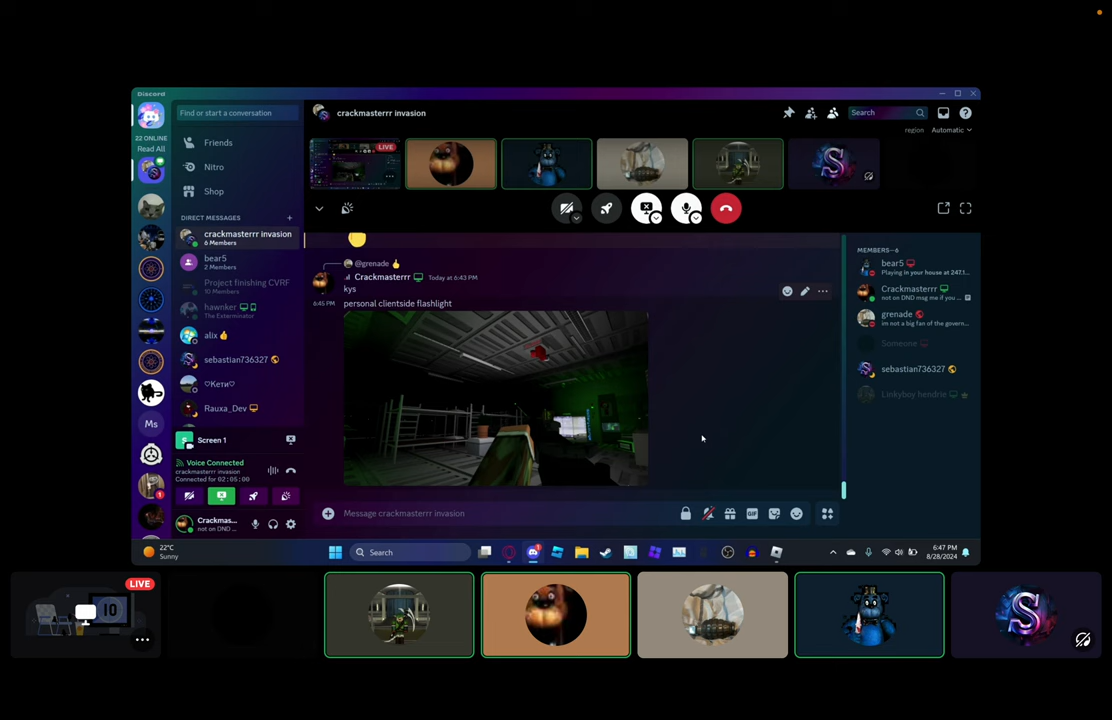 Discord
Find or start a conversation
crackmasterrr invasion
Search
region Automatic
22 ONLINE
Read All
Friends
Nitro
Shop
LIVE
DIRECT MESSAGES
crackmasterrr invasion
6 Members
bear5
2 Members
Project finishing CVRF
10 Members
hawnker
The Exterminator
alix 👍
sebastian736327
♡Кети♡
Rauxa_Dev
Ms
@grenade 👍
Crackmasterrr Today at 6:43 PM
kys
6:45 PM personal clientside flashlight
MEMBERS—6
bear5
Playing in your house at 247.1...
Crackmasterrr
not on DND msg me if you ...
grenade
im not a big fan of the govern...
Someone
sebastian736327
Linkyboy hendrie
Screen 1
Voice Connected
crackmasterrr invasion
Connected for 02:05:00
1
Crackmas...
not on DND ...
Message crackmasterrr invasion
GIF
22°C
Sunny
Search
1
6:47 PM
8/28/2024
LIVE
10
S